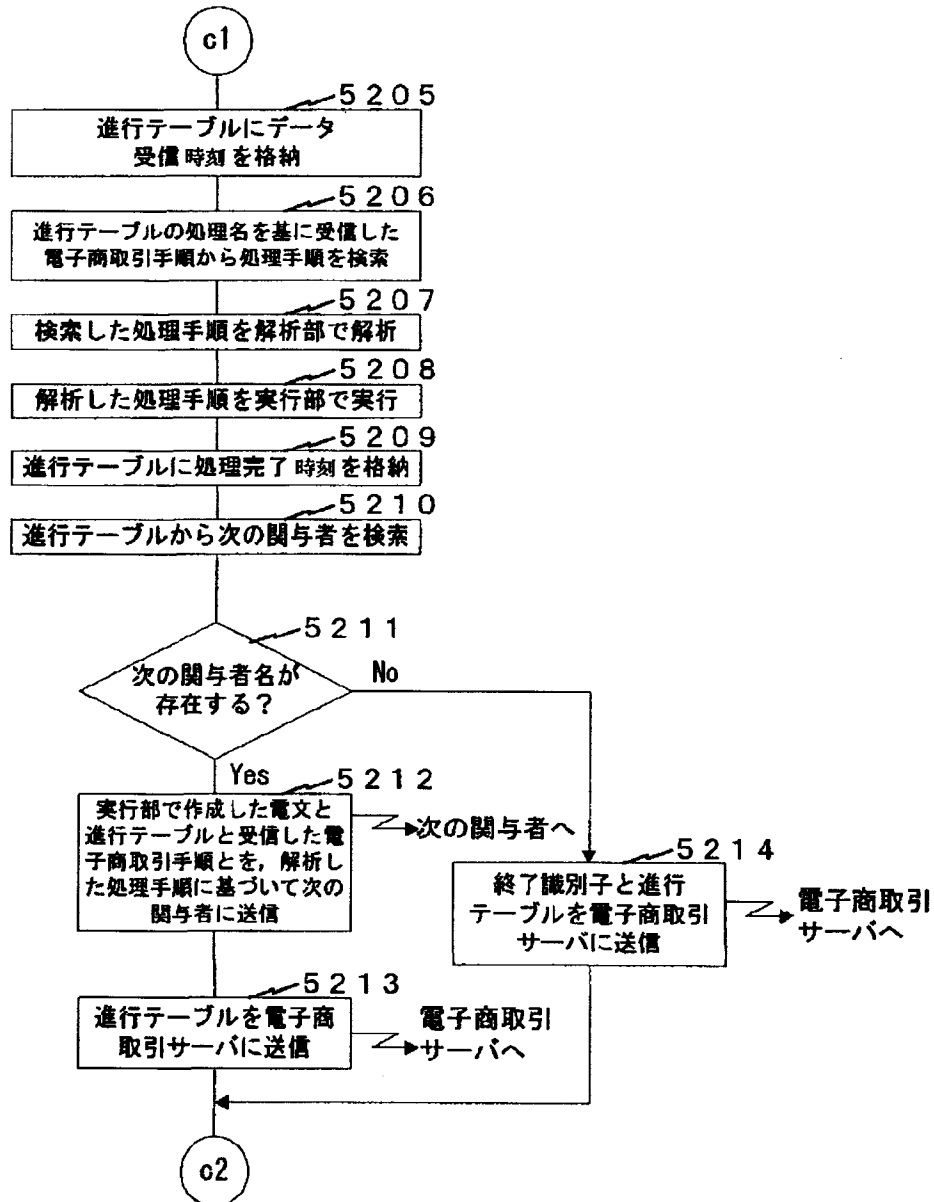 c1
5205
進行テーブルにデータ
受信時刻を格納
5206
進行テーブルの処理名を基に受信した
電子商取引手順から処理手順を検索
5207
検索した処理手順を解析部で解析
5208
解析した処理手順を実行部で実行
5209
進行テーブルに処理完了時刻を格納
5210
進行テーブルから次の関与者を検索
5211
次の関与者名が
存在する？
No
Yes
5212
実行部で作成した電文と
進行テーブルと受信した電
子商取引手順とを，解析し
た処理手順に基づいて次の
関与者に送信
次の関与者へ
5214
終了識別子と進行
テーブルを電子商取引
サーバに送信
電子商取引
サーバへ
5213
進行テーブルを電子商
取引サーバに送信
電子商取引
サーバへ
c2